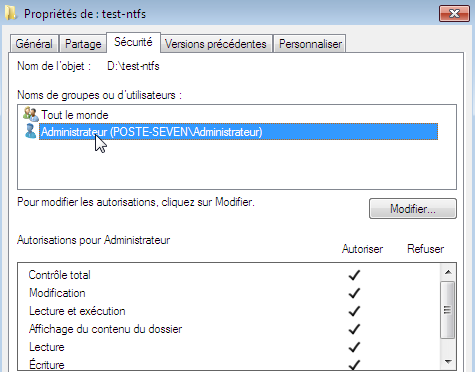 Propriétés de : test-ntfs
Général Partage Sécurité Versions précédentes Personnaliser
Nom de l'objet : D:\test-ntfs
Noms de groupes ou d'utilisateurs :
Tout le monde
Administrateur (POSTE-SEVEN\Administrateur)
Pour modifier les autorisations, cliquez sur Modifier.
Modifier...
Autorisations pour Administrateur Autoriser Refuser
Contrôle total
Modification
Lecture et exécution
Affichage du contenu du dossier
Lecture
Écriture